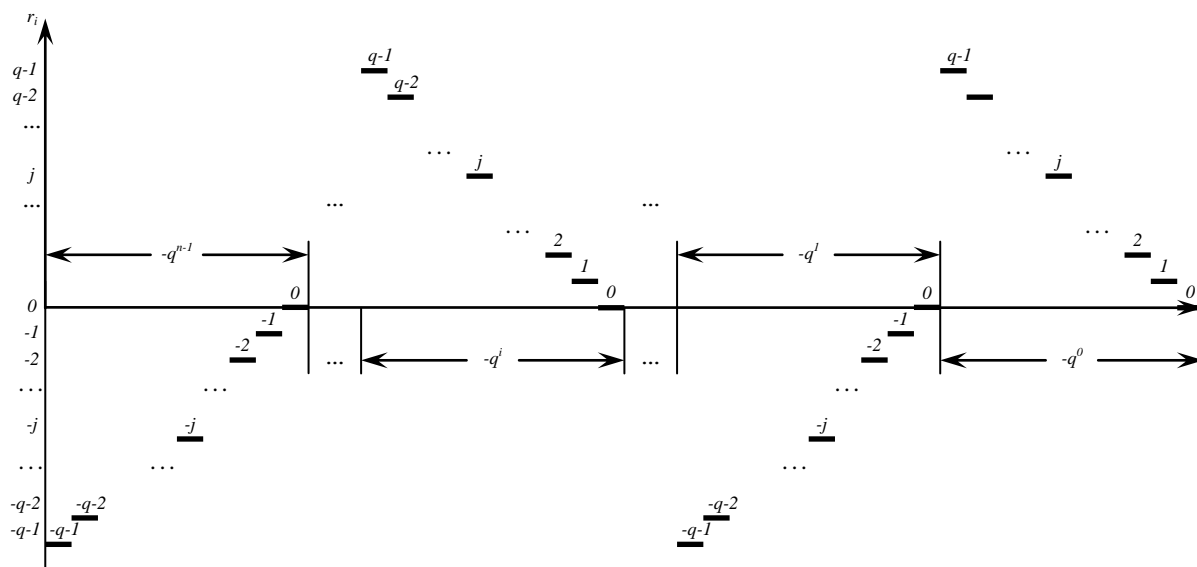 r_i
q-1 q-1
q-1
q-2 q-2
...
... ...
j j j
... ... ...
... ...
-q^{n-1} 2 -q^1 2
1 1
0 0 0 0 0
-1 -1 -1
-2 -2 ... -q^i ... -2 -q^0
... ... ...
-j -j -j
... ... ...
-q-2 -q-2 -q-2
-q-1 -q-1 -q-1